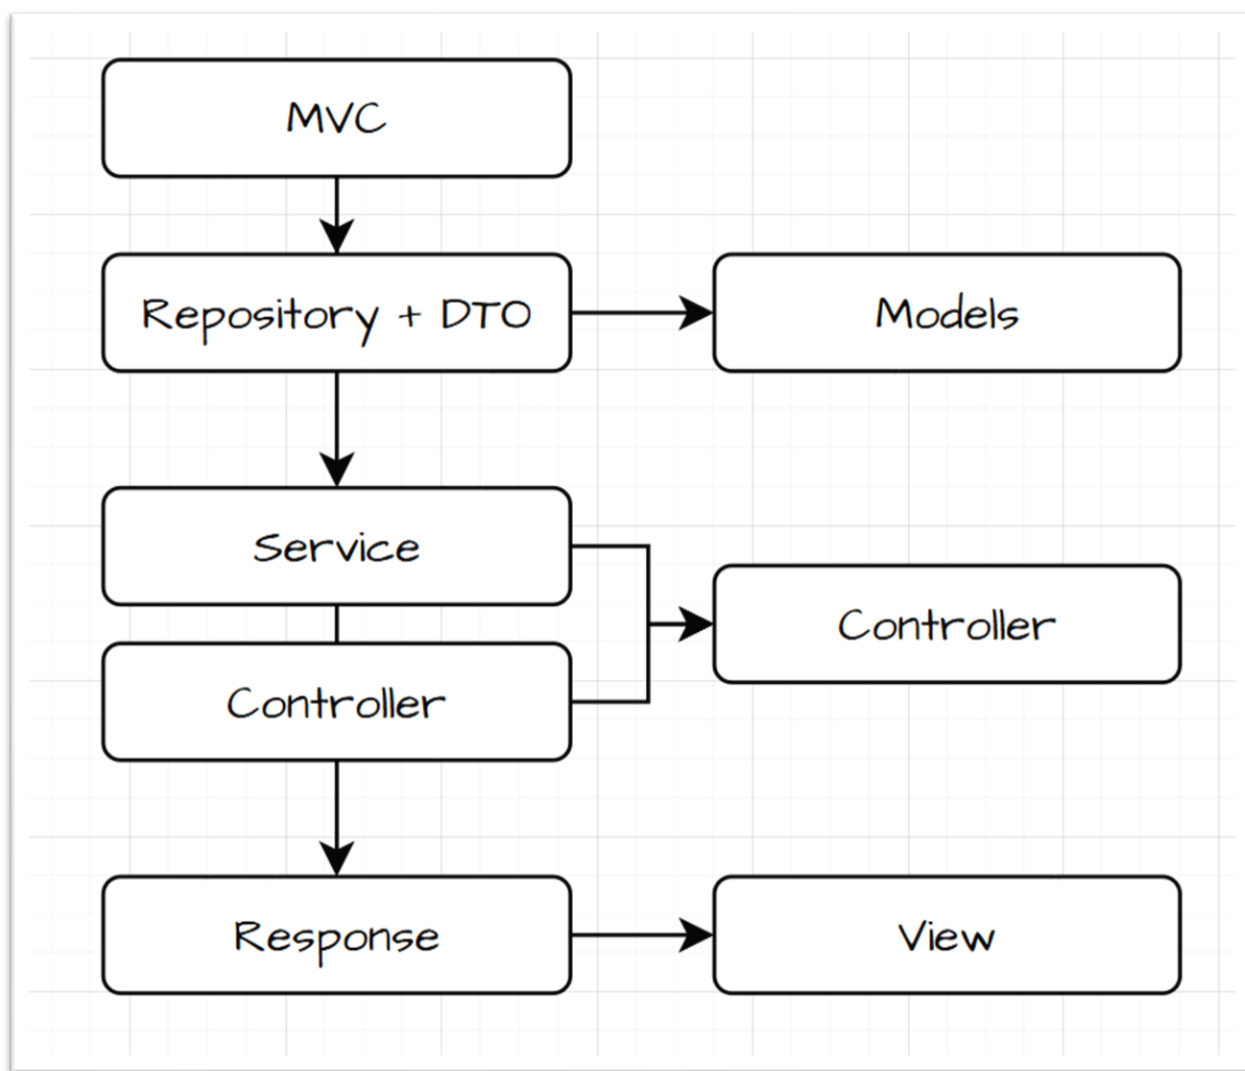 MVC
Repository + DTO
Models
Service
Controller
Controller
Response
View